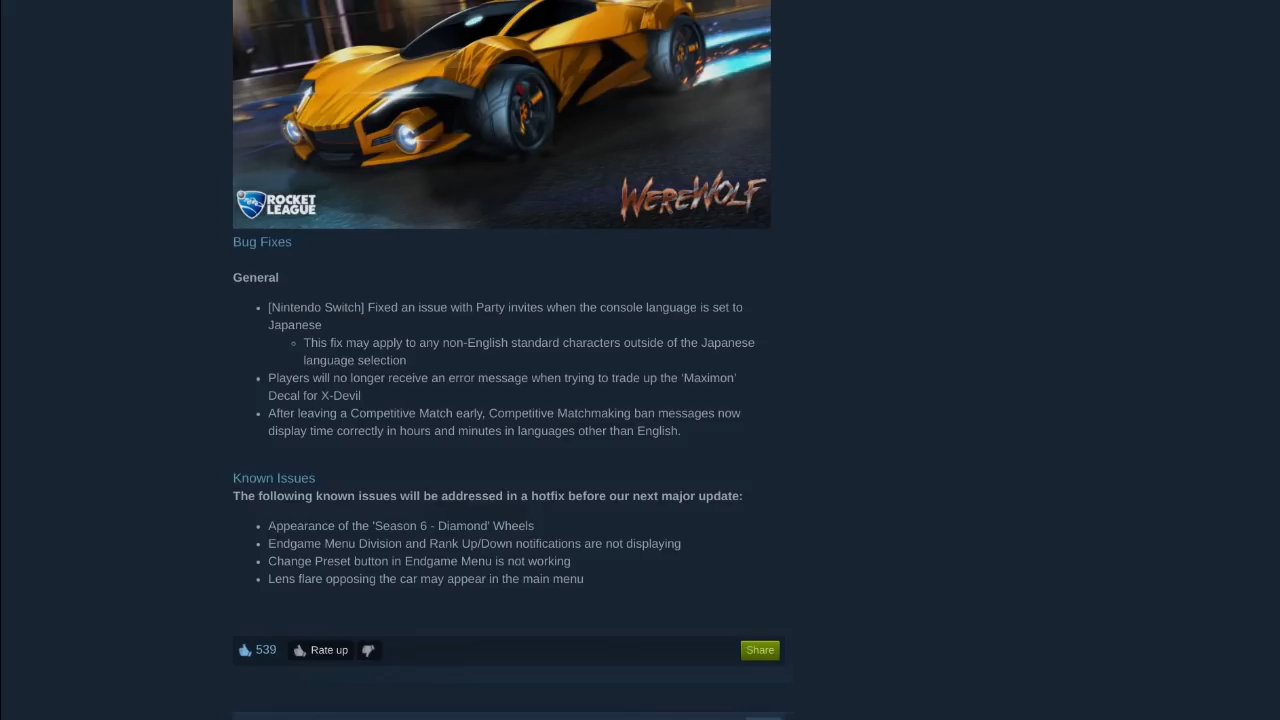 ROCKET
LEAGUE
WEREWOLF
Bug Fixes
General
[Nintendo Switch] Fixed an issue with Party invites when the console language is set to
Japanese
This fix may apply to any non-English standard characters outside of the Japanese
language selection
Players will no longer receive an error message when trying to trade up the 'Maximon'
Decal for X-Devil
After leaving a Competitive Match early, Competitive Matchmaking ban messages now
display time correctly in hours and minutes in languages other than English.
Known Issues
The following known issues will be addressed in a hotfix before our next major update:
Appearance of the 'Season 6 - Diamond' Wheels
Endgame Menu Division and Rank Up/Down notifications are not displaying
Change Preset button in Endgame Menu is not working
Lens flare opposing the car may appear in the main menu
539 Rate up Share